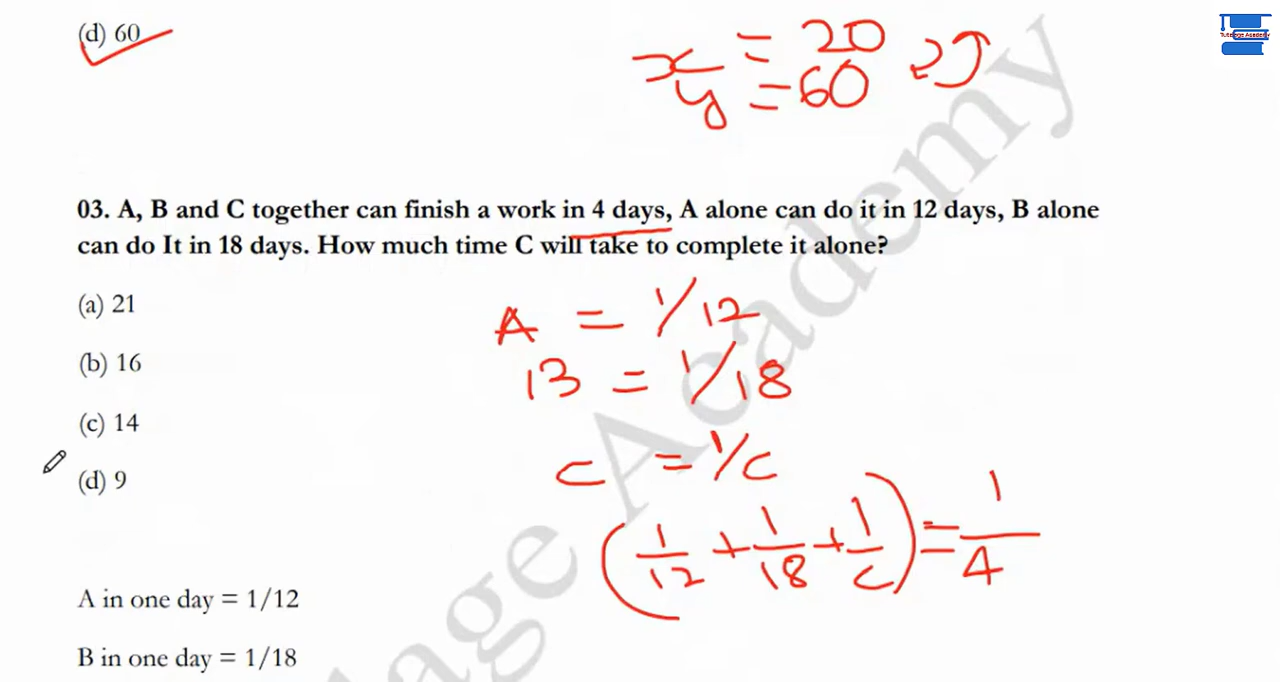 (d) 60
x = 20
y = 60
03. A, B and C together can finish a work in 4 days, A alone can do it in 12 days, B alone
can do It in 18 days. How much time C will take to complete it alone?
(a) 21
(b) 16
(c) 14
(d) 9
A = 1/12
B = 1/18
C = 1/C
(1/12 + 1/18 + 1/C) = 1/4
A in one day = 1/12
B in one day = 1/18
age Academy